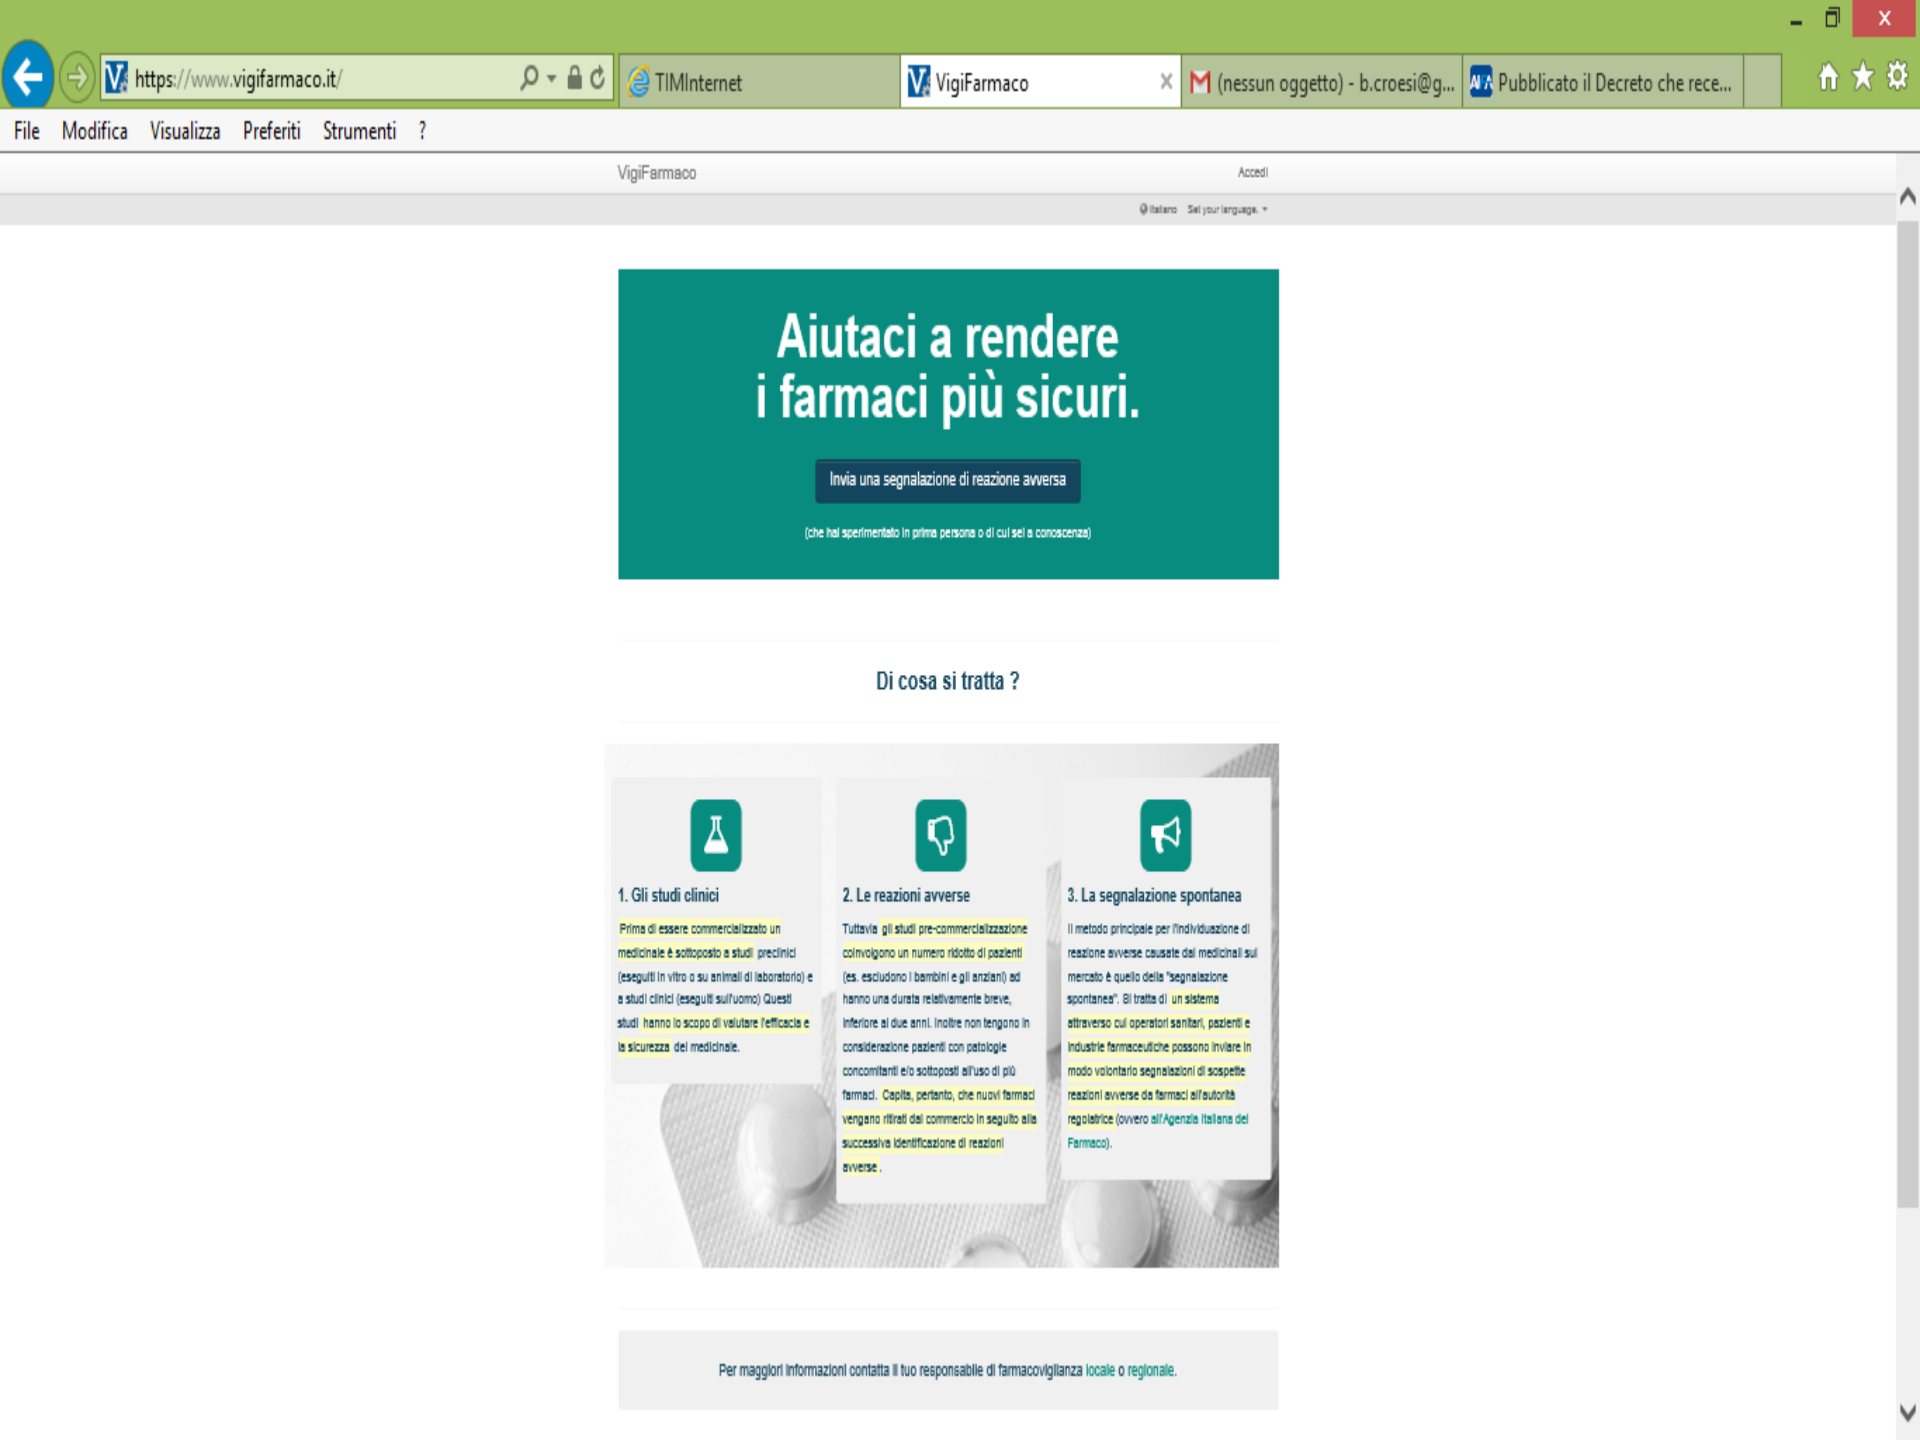 X
https://www.vigifarmaco.it/
TIMInternet
VigiFarmaco
(nessun oggetto) - b.croesi@g...
Pubblicato il Decreto che rece...
File Modifica Visualizza Preferiti Strumenti ?
VigiFarmaco
Accedi
Italiano Set your language.
Aiutaci a rendere
i farmaci più sicuri.
Invia una segnalazione di reazione avversa
(che hai sperimentato in prima persona o di cui sei a conoscenza)
Di cosa si tratta ?
1. Gli studi clinici
Prima di essere commercializzato un
medicinale è sottoposto a studi preclinici
(eseguiti in vitro o su animali di laboratorio) e
a studi clinici (eseguiti sull'uomo) Questi
studi hanno lo scopo di valutare l'efficacia e
la sicurezza del medicinale.
2. Le reazioni avverse
Tuttavia gli studi pre-commercializzazione
coinvolgono un numero ridotto di pazienti
(es. escludono i bambini e gli anziani) ad
hanno una durata relativamente breve,
inferiore ai due anni. Inoltre non tengono in
considerazione pazienti con patologie
concomitanti e/o sottoposti all'uso di più
farmaci. Capita, pertanto, che nuovi farmaci
vengano ritirati dal commercio in seguito alla
successiva identificazione di reazioni
avverse.
3. La segnalazione spontanea
Il metodo principale per l'individuazione di
reazione avverse causate dai medicinali sul
mercato è quello della "segnalazione
spontanea". Si tratta di un sistema
attraverso cui operatori sanitari, pazienti e
industrie farmaceutiche possono inviare in
modo volontario segnalazioni di sospette
reazioni avverse da farmaci all'autorità
regolatrice (ovvero all'Agenzia Italiana del
Farmaco).
Per maggiori informazioni contatta il tuo responsabile di farmacovigilanza locale o regionale.